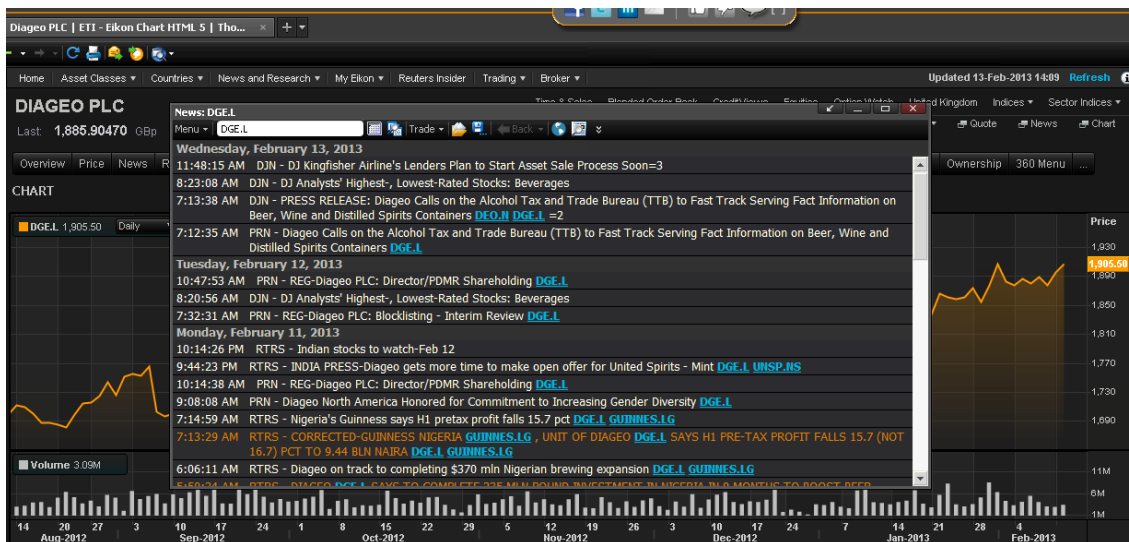 Diageo PLC | ETI - Eikon Chart HTML 5 | Tho...
Home Asset Classes Countries News and Research My Eikon Reuters Insider Trading Broker Updated 13-Feb-2013 14:09 Refresh
DIAGEO PLC
Last: 1,885.90470 GBp
Time & Sales
United Kingdom Indices Sector Indices
Quote News Chart
Overview Price News
Ownership 360 Menu ...
CHART
DGE.L 1,905.50 Daily
News: DGE.L
Menu DGE.L Trade Back
Wednesday, February 13, 2013
11:48:15 AM DJN - DJ Kingfisher Airline's Lenders Plan to Start Asset Sale Process Soon=3
8:23:08 AM DJN - DJ Analysts' Highest-, Lowest-Rated Stocks: Beverages
7:13:38 AM DJN - PRESS RELEASE: Diageo Calls on the Alcohol Tax and Trade Bureau (TTB) to Fast Track Serving Fact Information on
Beer, Wine and Distilled Spirits Containers DEO.N DGE.L =2
7:12:35 AM PRN - Diageo Calls on the Alcohol Tax and Trade Bureau (TTB) to Fast Track Serving Fact Information on Beer, Wine and
Distilled Spirits Containers DGE.L
Tuesday, February 12, 2013
10:47:53 AM PRN - REG-Diageo PLC: Director/PDMR Shareholding DGE.L
8:20:56 AM DJN - DJ Analysts' Highest-, Lowest-Rated Stocks: Beverages
7:32:31 AM PRN - REG-Diageo PLC: Blocklisting - Interim Review DGE.L
Monday, February 11, 2013
10:14:26 PM RTRS - Indian stocks to watch-Feb 12
9:44:23 PM RTRS - INDIA PRESS-Diageo gets more time to make open offer for United Spirits - Mint DGE.L UNSP.NS
10:14:38 AM PRN - REG-Diageo PLC: Director/PDMR Shareholding DGE.L
9:08:08 AM PRN - Diageo North America Honored for Commitment to Increasing Gender Diversity DGE.L
7:14:59 AM RTRS - Nigeria's Guinness says H1 pretax profit falls 15.7 pct DGE.L GUINNES.LG
7:13:29 AM RTRS - CORRECTED-GUINNESS NIGERIA GUINNES.LG , UNIT OF DIAGEO DGE.L SAYS H1 PRE-TAX PROFIT FALLS 15.7 (NOT
16.7) PCT TO 9.44 BLN NAIRA DGE.L GUINNES.LG
6:06:11 AM RTRS - Diageo on track to completing $370 mln Nigerian brewing expansion DGE.L GUINNES.LG
Price
1,930
1,905.50
1,890
1,850
1,810
1,770
1,730
1,690
Volume 3.09M
11M
6M
1M
14 20 27 3 10 17 24 1 8 15 22 29 5 12 19 26 3 10 17 24 7 14 21 28 4
Aug-2012 Sep-2012 Oct-2012 Nov-2012 Dec-2012 Jan-2013 Feb-2013